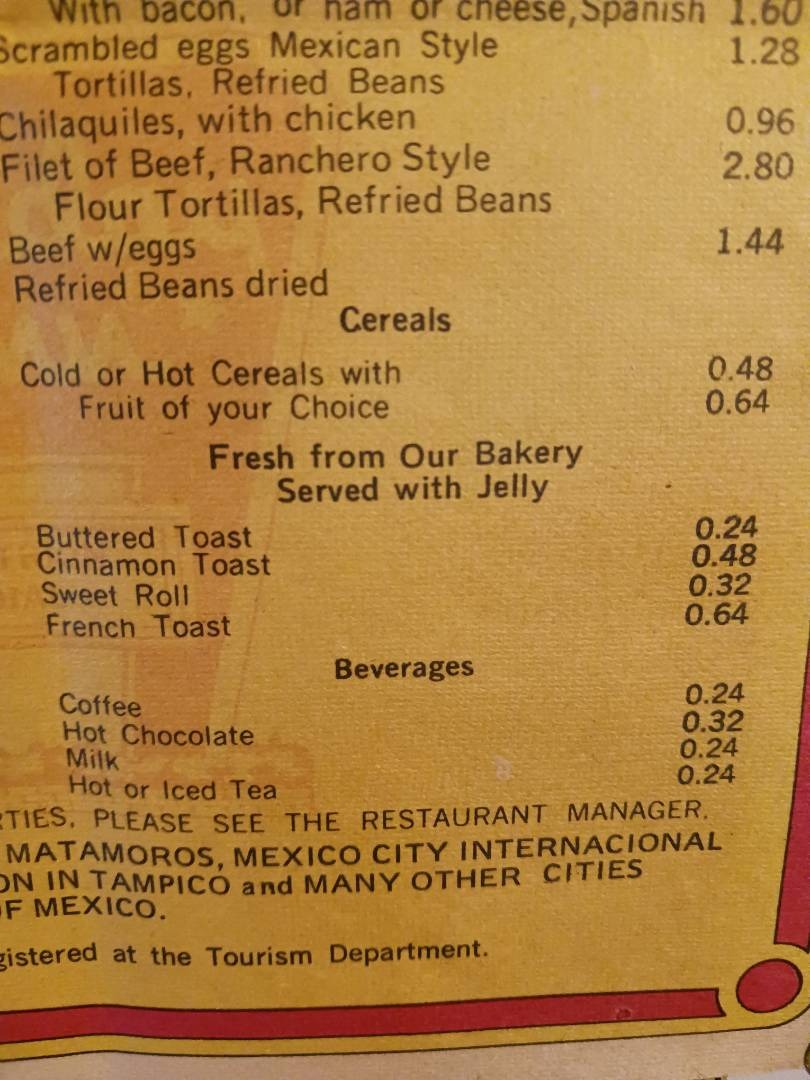 With bacon, or ham or cheese, Spanish 1.60
Scrambled eggs Mexican Style 1.28
Tortillas, Refried Beans
Chilaquiles, with chicken 0.96
Filet of Beef, Ranchero Style 2.80
Flour Tortillas, Refried Beans
Beef w/eggs 1.44
Refried Beans dried
Cereals
Cold or Hot Cereals with 0.48
Fruit of your Choice 0.64
Fresh from Our Bakery
Served with Jelly
Buttered Toast 0.24
Cinnamon Toast 0.48
Sweet Roll 0.32
French Toast 0.64
Beverages
Coffee 0.24
Hot Chocolate 0.32
Milk 0.24
Hot or Iced Tea 0.24
RTIES, PLEASE SEE THE RESTAURANT MANAGER.
MATAMOROS, MEXICO CITY INTERNACIONAL
ON IN TAMPICO and MANY OTHER CITIES
OF MEXICO.
gistered at the Tourism Department.